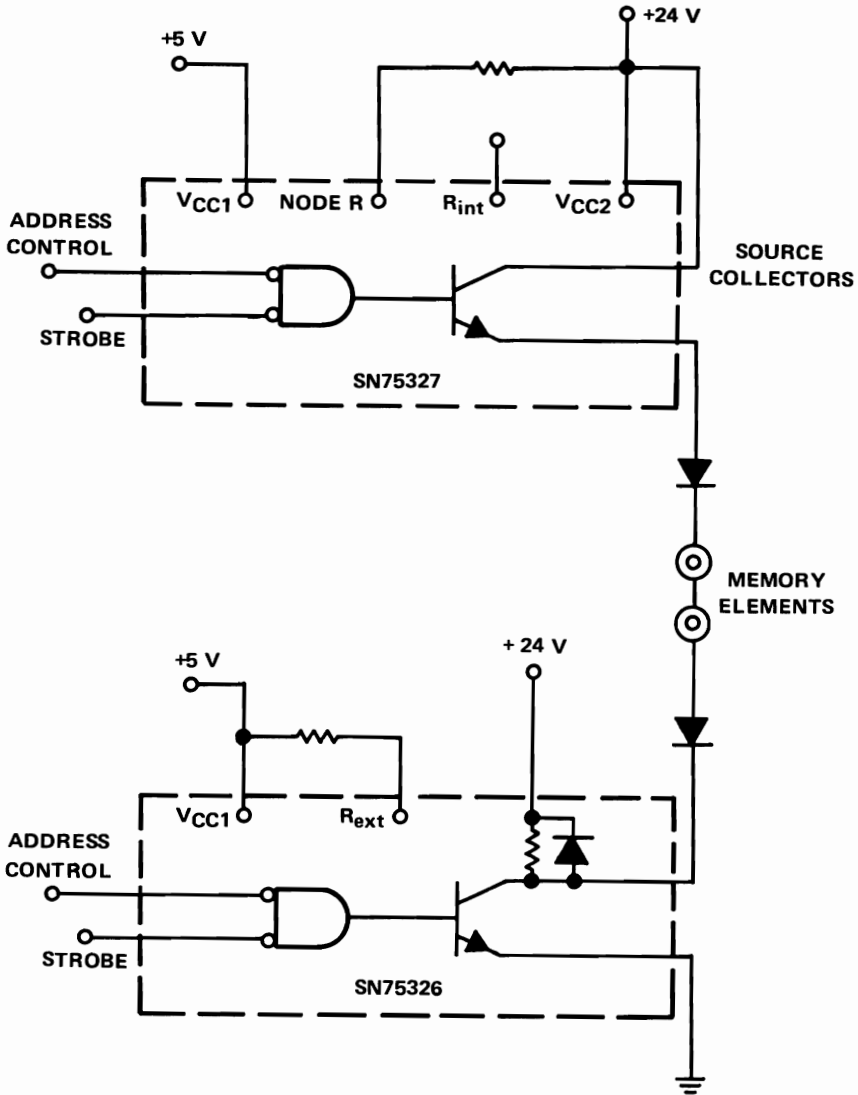 +24 V
+5 V
VCC1
NODE R
Rint
VCC2
ADDRESS
CONTROL
SOURCE
COLLECTORS
STROBE
SN75327
MEMORY
ELEMENTS
+5 V
+ 24 V
VCC1
Rext
ADDRESS
CONTROL
STROBE
SN75326